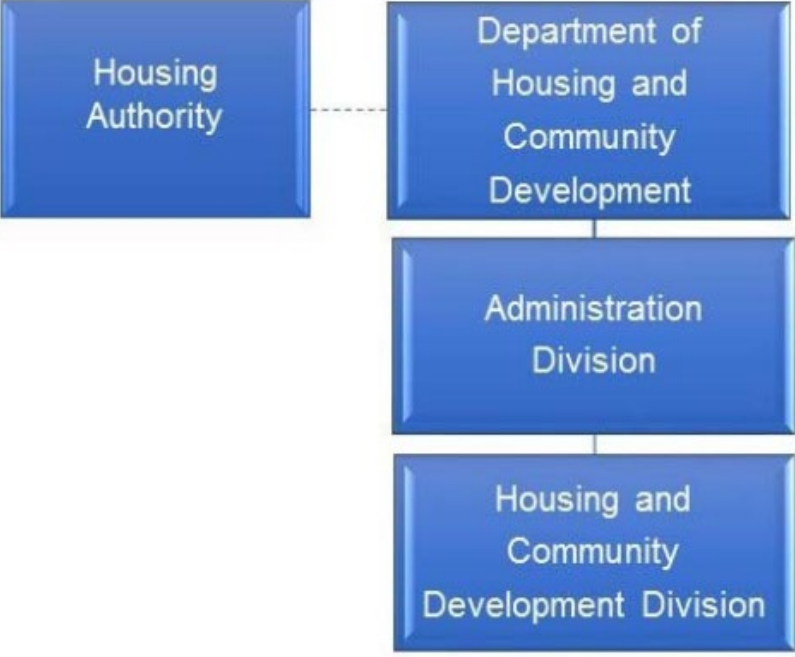 Housing
Authority
Department of
Housing and
Community
Development
Administration
Division
Housing and
Community
Development Division